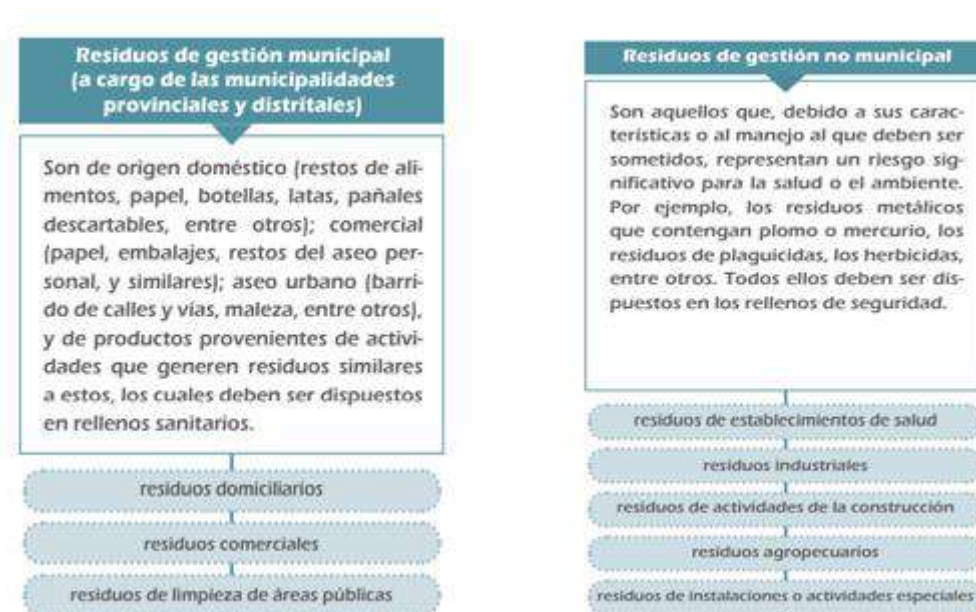 Residuos de gestión municipal
(a cargo de las municipalidades
provinciales y distritales)
Son de origen doméstico (restos de ali-
mentos, papel, botellas, latas, pañales
descartables, entre otros); comercial
(papel, embalajes, restos del aseo per-
sonal, y similares); aseo urbano (barri-
do de calles y vías, maleza, entre otros),
y de productos provenientes de activi-
dades que generen residuos similares
a estos, los cuales deben ser dispuestos
en rellenos sanitarios.
residuos domiciliarios
residuos comerciales
residuos de limpieza de áreas públicas
Residuos de gestión no municipal
Son aquellos que, debido a sus carac-
terísticas o al manejo al que deben ser
sometidos, representan un riesgo sig-
nificativo para la salud o el ambiente.
Por ejemplo, los residuos metálicos
que contengan plomo o mercurio, los
residuos de plaguicidas, los herbicidas,
entre otros. Todos ellos deben ser dis-
puestos en los rellenos de seguridad.
residuos de establecimientos de salud
residuos industriales
residuos de actividades de la construcción
residuos agropecuarios
residuos de instalaciones o actividades especiales